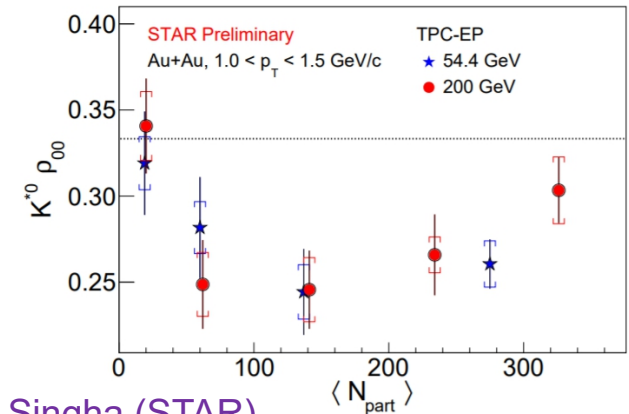 0.40
0.35
0.30
0.25
K*0 ρ00
STAR Preliminary
Au+Au, 1.0 < pT < 1.5 GeV/c
TPC-EP
54.4 GeV
200 GeV
0 100 200 300
⟨ Npart ⟩
Singha (STAR)